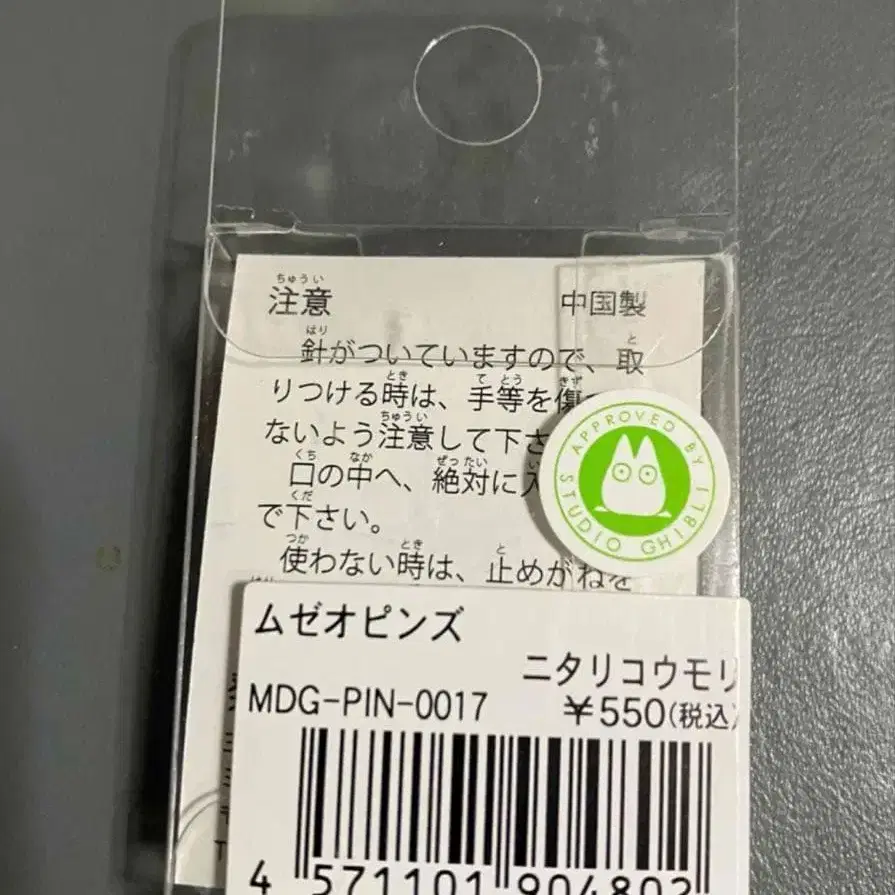 注意 中国製
針がついていますので、取
りつける時は、手等を傷
ないよう注意して下さ
口の中へ、絶対に入
で下さい。
使わない時は、止めがねを
APPROVED BY
STUDIO GHIBLI
ムゼオピンズ
ニタリコウモリ
MDG-PIN-0017 ¥550(税込)
4 571101 904802